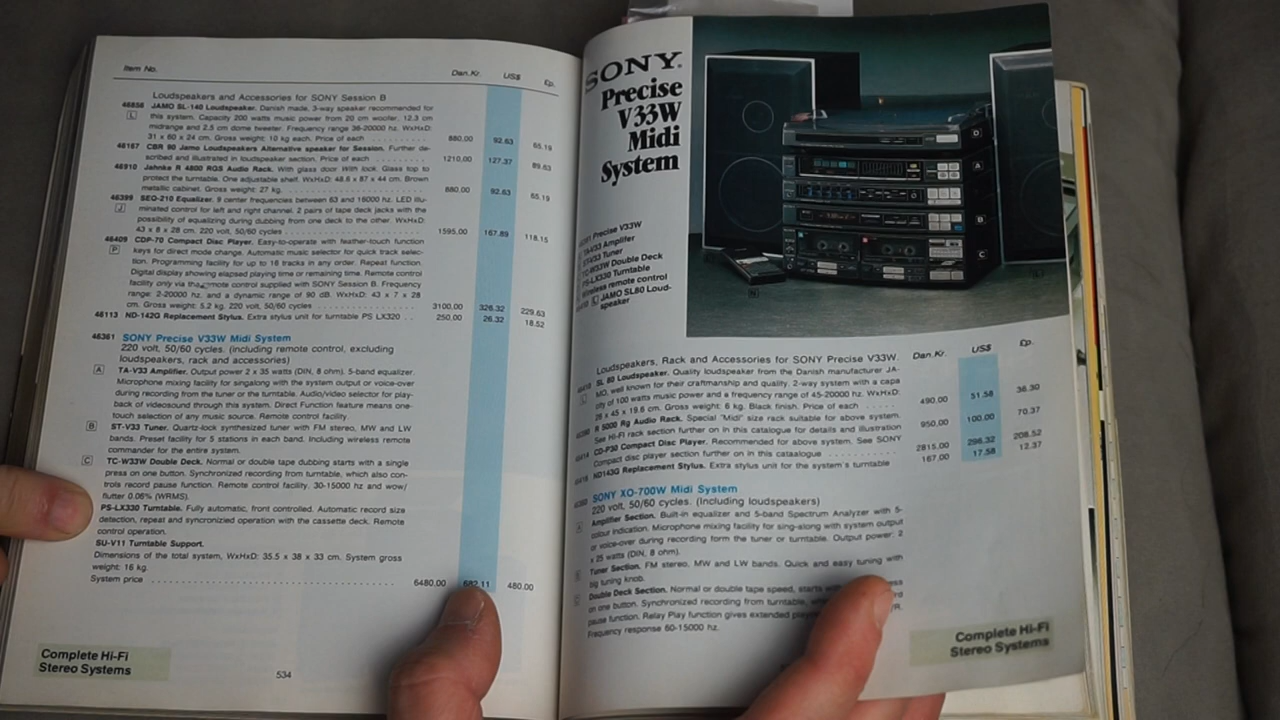 Item No. Dan.Kr. US$ £p.
Loudspeakers and Accessories for SONY Session B
46858 JAMO SL-140 Loudspeaker. Danish made, 3-way speaker recommended for
L this system. Capacity 200 watts music power from 20 cm woofer, 12.3 cm
midrange and 2.5 cm dome tweeter. Frequency range 36-20000 hz. WxHxD:
31 x 60 x 24 cm. Gross weight: 10 kg each. Price of each 880,00 92.63 65.19
46167 CBR 90 Jamo Loudspeakers Alternative speaker for Session. Further de-
scribed and illustrated in loudspeaker section. Price of each 1210,00 127.37 89.63
46910 Jahnke R 4800 RGS Audio Rack. With glass door with lock. Glass top to
protect the turntable. One adjustable shelf. WxHxD: 48.6 x 87 x 44 cm. Brown
metallic cabinet. Gross weight: 27 kg. 880,00 92.63 65.19
46399 SEQ-210 Equalizer. 9 center frequencies between 63 and 16000 hz. LED illu-
J minated control for left and right channel. 2 pairs of tape decks jacks with the
possibility of equalizing during dubbing from one deck to the other. WxHxD:
43 x 8 x 28 cm. 220 volt, 50/60 cycles 1595,00 167.89 118.15
46409 CDP-70 Compact Disc Player. Easy-to-operate with feather-touch function
P keys for direct mode change. Automatic music selector for quick track selec-
tion. Programming facility for up to 16 tracks in any order. Repeat function.
Digital display showing elapsed playing time or remaining time. Remote control
facility only via the remote control supplied with SONY Session B. Frequency
range: 2-20000 hz, and a dynamic range of 90 dB. WxHxD: 43 x 7 x 28
cm. Gross weight: 5.2 kg. 220 volt, 50/60 cycles 3100,00 326.32 229.63
46113 ND-142G Replacement Stylus. Extra stylus unit for turntable PS LX320 250,00 26.32 18.52
46361 SONY Precise V33W Midi System
220 volt, 50/60 cycles. (including remote control, excluding
loudspeakers, rack and accessories)
A TA-V33 Amplifier. Output power 2 x 35 watts (DIN, 8 ohm). 5-band equalizer.
Microphone mixing facility for singalong with the system output or voice-over
during recording from the tuner or the turntable. Audio/video selector for play-
back of videosound through this system. Direct Function feature means one-
touch selection of any music source. Remote control facility.
B ST-V33 Tuner. Quartz-lock synthesized tuner with FM stereo, MW and LW
bands. Preset facility for 5 stations in each band. Including wireless remote
commander for the entire system.
C TC-W33W Double Deck. Normal or double tape dubbing starts with a single
press on one button. Synchronized recording from turntable, which also con-
trols record pause function. Remote control facility. 30-15000 hz and wow/
flutter 0.06% (WRMS).
PS-LX330 Turntable. Fully automatic, front controlled. Automatic record size
detection, repeat and syncronized operation with the cassette deck. Remote
control operation.
SU-V11 Turntable Support.
Dimensions of the total system, WxHxD: 35.5 x 38 x 33 cm. System gross
weight: 16 kg.
System price 6480.00 682.11 480.00
Complete Hi-Fi
Stereo Systems
534
SONY.
Precise
V33W
Midi
System
Precise V33W
Amplifier
Tuner
TC-W33W Double Deck
PS-LX330 Turntable
Wireless remote control
JAMO SL80 Loud-
speaker
D
A
B
C
Loudspeakers, Rack and Accessories for SONY Precise V33W. Dan.Kr. US$ £p.
SL 80 Loudspeaker. Quality loudspeaker from the Danish manufacturer JA-
MO, well known for their craftmanship and quality. 2-way system with a capa
city of 100 watts music power and a frequency range of 45-20000 hz. WxHxD:
28 x 45 x 19.6 cm. Gross weight: 6 kg. Black finish. Price of each 490,00 51.58 36.30
R 5000 Rg Audio Rack. Special "Midi" size rack suitable for above system.
See Hi-Fi rack section further on in this catalogue for details and illustration 950,00 100.00 70.37
CD-P30 Compact Disc Player. Recommended for above system. See SONY
Compact disc player section further on in this cataalogue 2815.00 296.32 208.52
ND143G Replacement Stylus. Extra stylus unit for the system's turntable 167,00 17.58 12.37
SONY XO-700W Midi System
220 volt, 50/60 cycles. (Including loudspeakers)
Amplifier Section. Built-in equalizer and 5-band Spectrum Analyzer with 5-
colour indication. Microphone mixing facility for sing-along with system output
or voice-over during recording form the tuner or turntable. Output power: 2
x 25 watts (DIN, 8 ohm).
Tuner Section. FM stereo, MW and LW bands. Quick and easy tuning with
big tuning knob.
Double Deck Section. Normal or double tape speed, starts
on one button. Synchronized recording from turntable,
pause function. Relay Play function gives extended
Frequency response 60-15000 hz.
Complete Hi-Fi
Stereo Systems